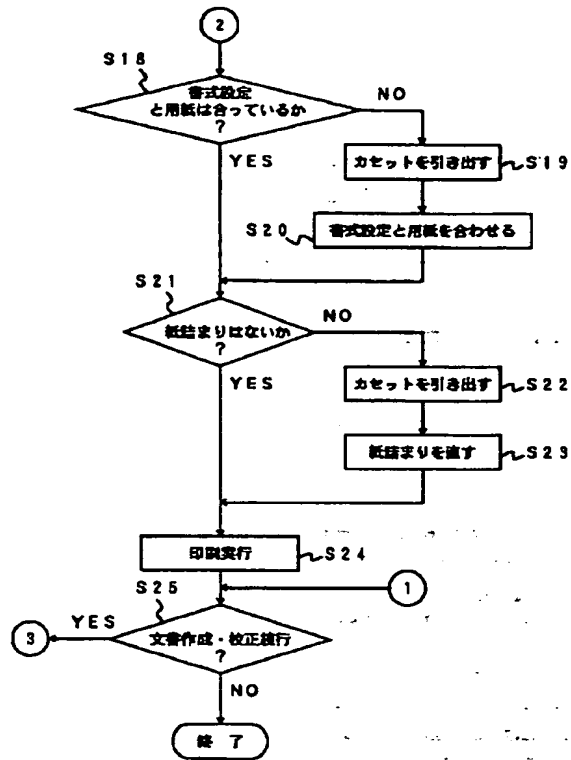 2
S18
書式設定
と用紙は合っているか
?
NO
YES
カセットを引き出す
S19
S20
書式設定と用紙を合わせる
S21
紙詰まりはないか
?
NO
YES
カセットを引き出す
S22
紙詰まりを直す
S23
印刷実行
S24
1
S25
YES
3
文書作成・校正続行
?
NO
終 了